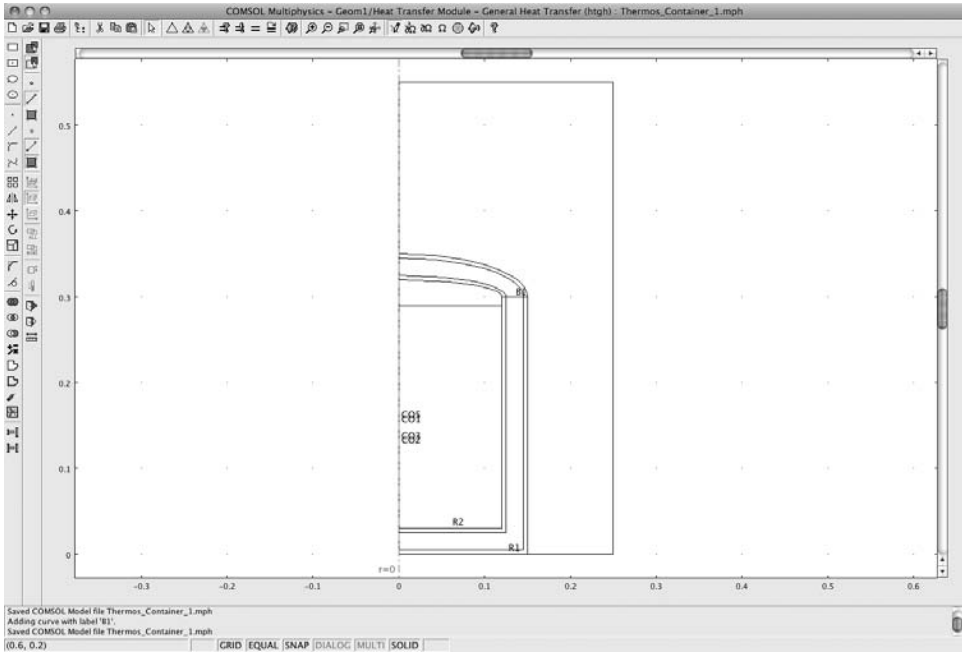 COMSOL Multiphysics - Geom1/Heat Transfer Module - General Heat Transfer (htgh) : Thermos_Container_1.mph
0.5
0.4
0.3
0.2
0.1
0
R2
R1
r=0
-0.3
-0.2
-0.1
0
0.1
0.2
0.3
0.4
0.5
0.6
Saved COMSOL Model file Thermos_Container_1.mph
Adding curve with label 'B1'.
Saved COMSOL Model file Thermos_Container_1.mph
(0.6, 0.2)
GRID EQUAL SNAP DIALOG MULTI SOLID